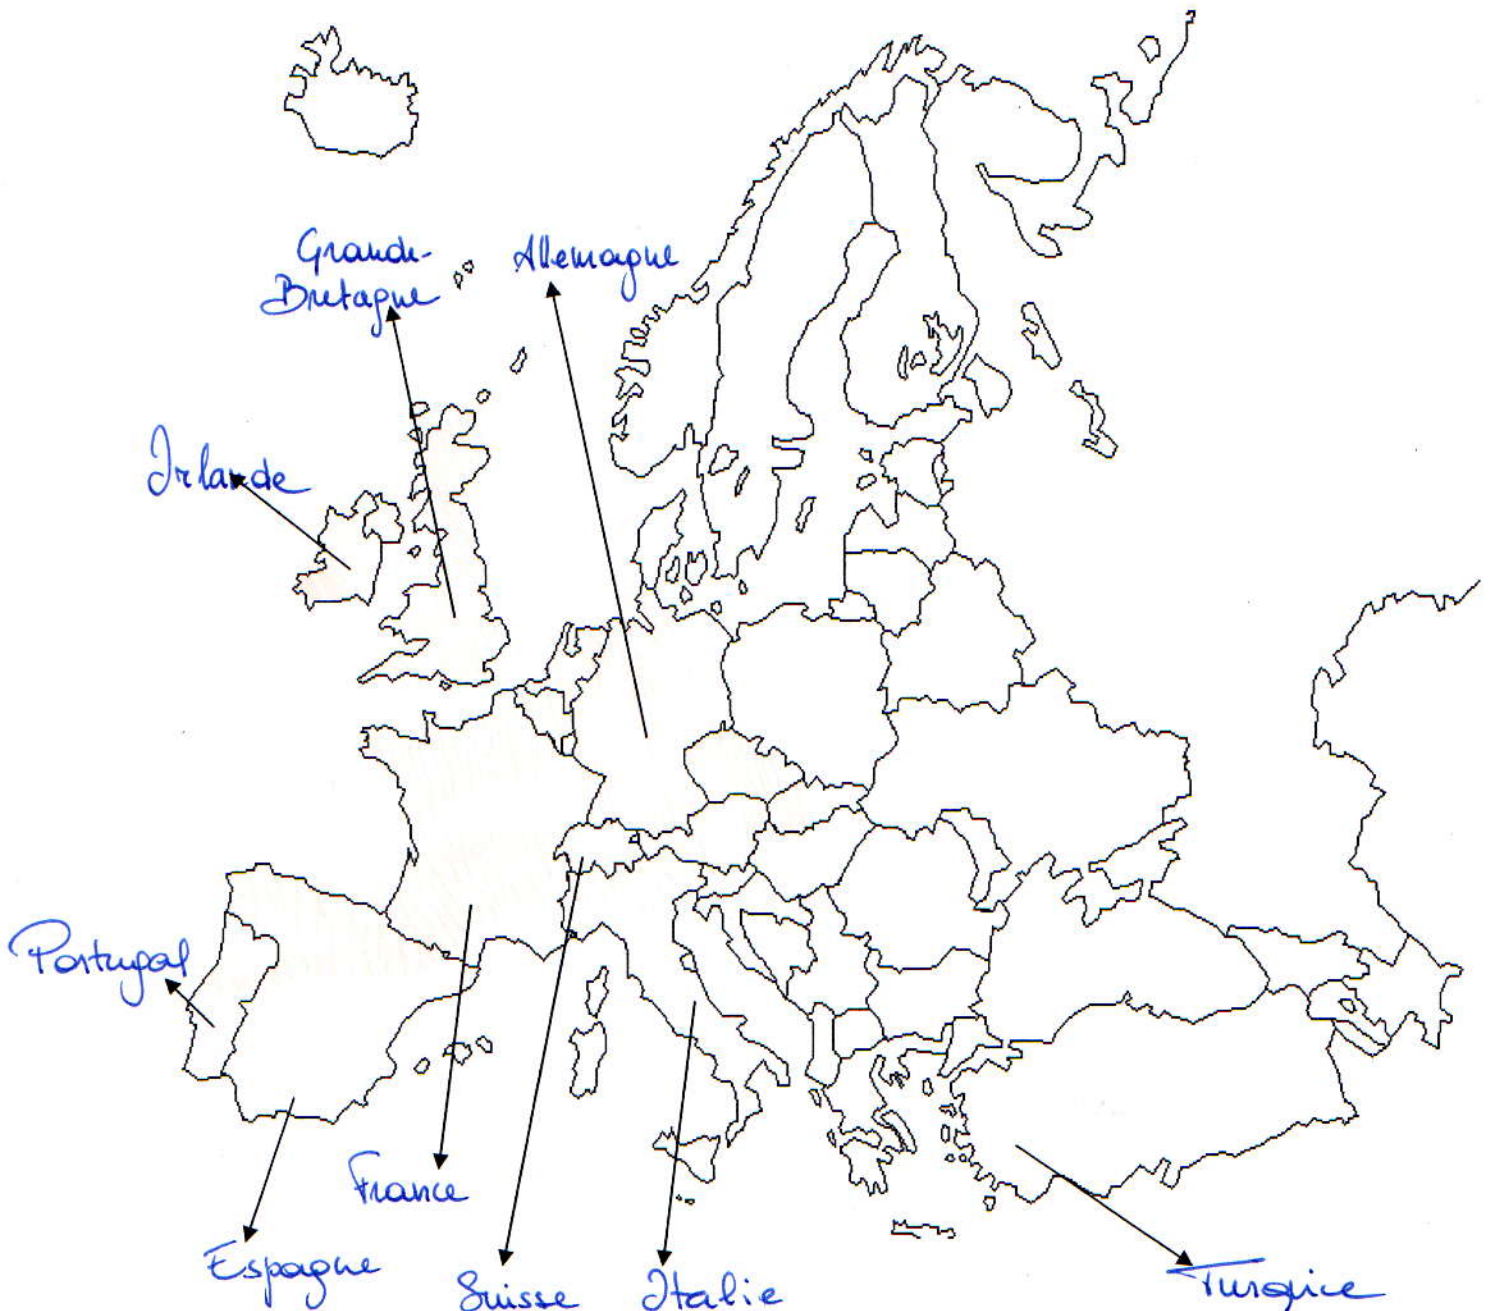 Grande-
Bretagne
Allemagne
Irlande
Portugal
France
Espagne
Suisse
Italie
Turquie